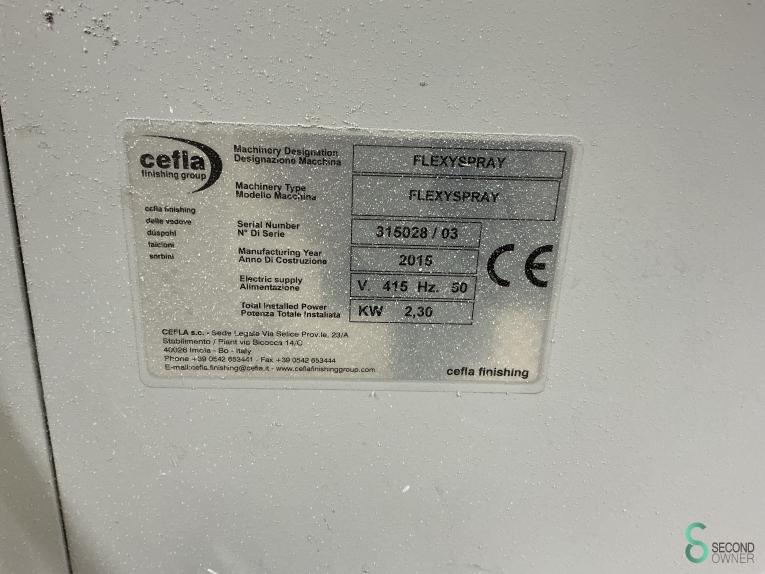 cefla
finishing group
cefla finishing
delle vedove
düspohl
falcioni
sorbini
Machinery Designation
Designazione Macchina
FLEXYSPRAY
Machinery Type
Modello Macchina
FLEXYSPRAY
Serial Number
N° Di Serie
315028 / 03
Manufacturing Year
Anno Di Costruzione
2015
Electric supply
Alimentazione
V. 415 Hz. 50
Total Installed Power
Potenza Totale Installata
KW 2,30
CE
CEFLA s.c. - Sede Legale Via Selice Prov.le, 23/A
Stabilimento / Plant via Bicocca 14/C
40026 Imola - Bo - Italy
Phone +39 0542 653441 - Fax +39 0542 653444
E-mail:cefla.finishing@cefla.it - www.ceflafinishinggroup.com
cefla finishing
SECOND
OWNER